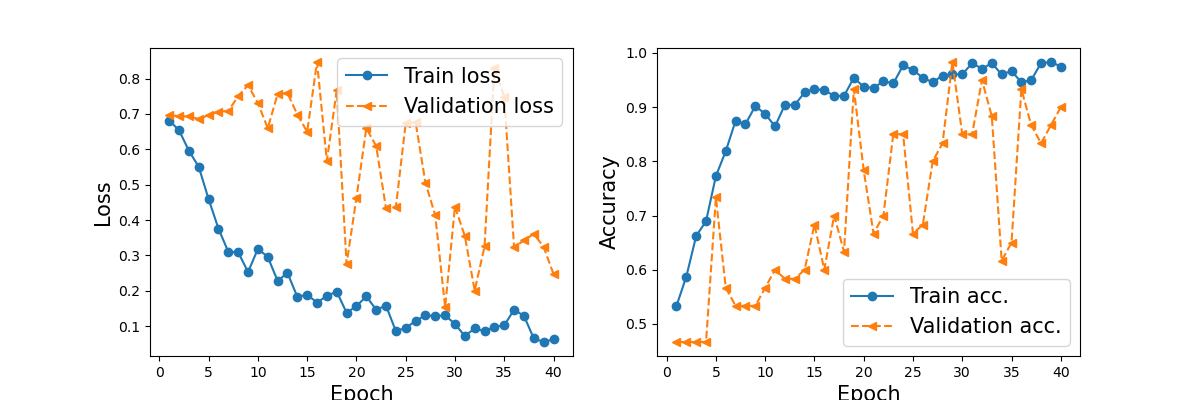 0.8
0.7
0.6
0.5
0.4
0.3
0.2
0.1
Loss
Train loss
Validation loss
0 5 10 15 20 25 30 35 40
Epoch
1.0
0.9
0.8
0.7
0.6
0.5
Accuracy
Train acc.
Validation acc.
0 5 10 15 20 25 30 35 40
Epoch